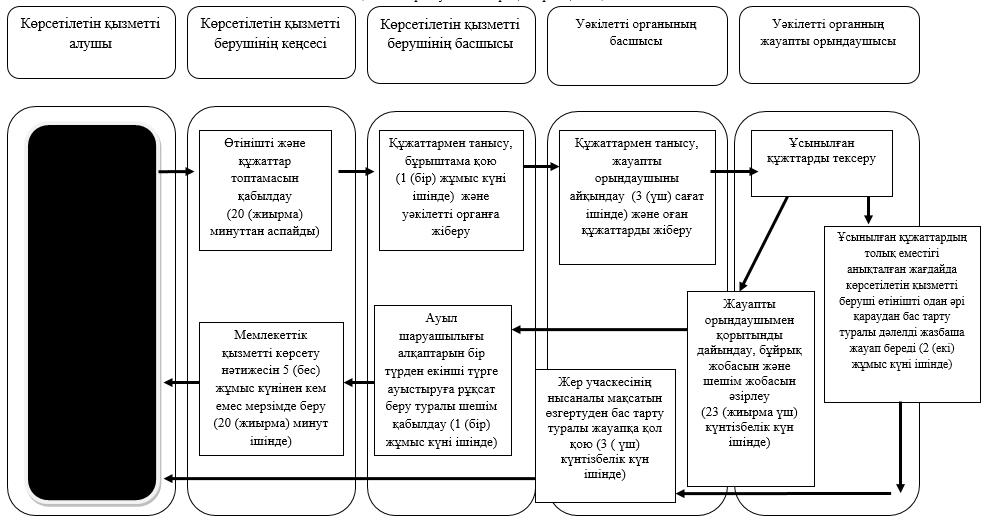 Көрсетілетін қызметті
алушы
Көрсетілетін қызметті
берушінің кеңсесі
Көрсетілетін қызметті
берушінің басшысы
Уәкілетті органының
басшысы
Уәкілетті органның
жауапты орындаушысы
Өтінішті және
құжаттар
топтамасын
қабылдау
(20 (жиырма)
минуттан аспайды)
Құжаттармен танысу,
бұрыштама қою
(1 (бір) жұмыс күні
ішінде) және
уәкілетті органға
жіберу
Құжаттармен танысу,
жауапты
орындаушыны
айқындау (3 (үш) сағат
ішінде) және оған
құжаттарды жіберу
Ұсынылған
құжттарды тексеру
Ұсынылған құжаттардың
толық еместігі
анықталған жағдайда
көрсетілетін қызметті
беруші өтінішті одан әрі
қараудан бас тарту
туралы дәлелді жазбаша
жауап береді (2 (екі)
жұмыс күні ішінде)
Жауапты
орындаушымен
қорытынды
дайындау, бұйрық
жобасын және
шешім жобасын
әзірлеу
(23 (жиырма үш)
күнтізбелік күн
ішінде)
Ауыл
шаруашылығы
алқаптарын бір
түрден екінші түрге
ауыстыруға рұқсат
беру туралы шешім
қабылдау (1 (бір)
жұмыс күні ішінде)
Мемлекеттік
қызметті көрсету
нәтижесін 5 (бес)
жұмыс күнінен кем
емес мерзімде беру
(20 (жиырма) минут
ішінде)
Жер учаскесінің
нысаналы мақсатын
өзгертуден бас тарту
туралы жауапқа қол
қою (3 ( үш)
күнтізбелік күн
ішінде)